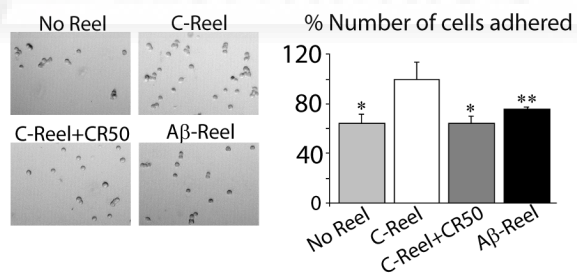 No Reel
C-Reel
C-Reel+CR50
Aβ-Reel
% Number of cells adhered
120
80
40
0
*
*
**
No Reel
C-Reel
C-Reel+CR50
Aβ-Reel